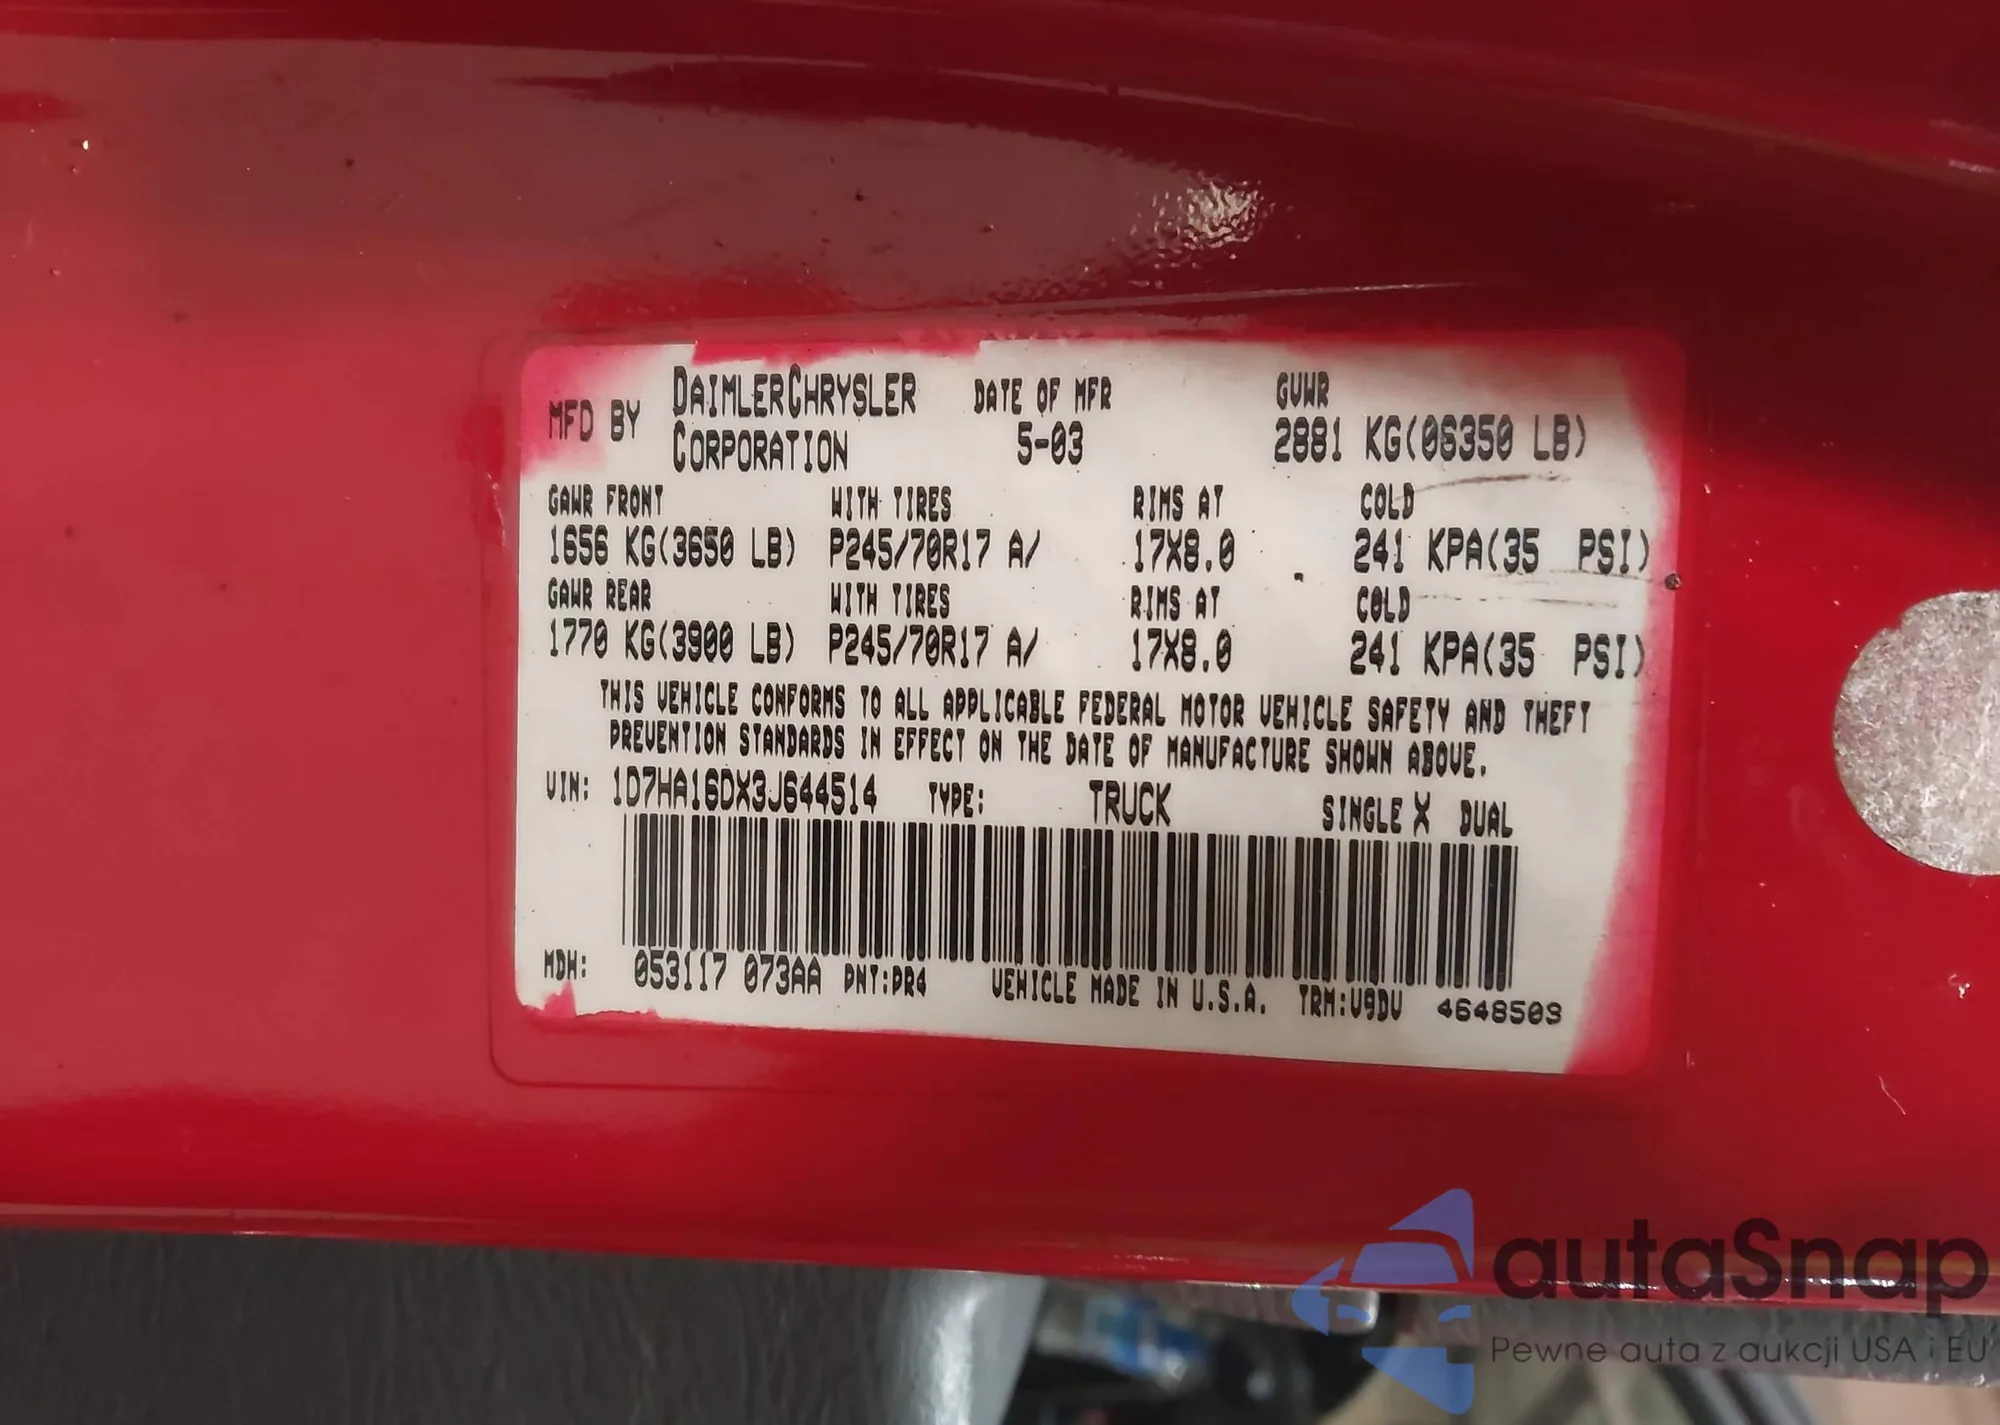 MFD BY DAIMLERCHRYSLER CORPORATION DATE OF MFR 5-03 GVWR 2881 KG(06350 LB)
GAWR FRONT WITH TIRES RIMS AT COLD
1656 KG(3650 LB) P245/70R17 A/ 17X8.0 241 KPA(35 PSI)
GAWR REAR WITH TIRES RIMS AT COLD
1770 KG(3900 LB) P245/70R17 A/ 17X8.0 241 KPA(35 PSI)
THIS VEHICLE CONFORMS TO ALL APPLICABLE FEDERAL MOTOR VEHICLE SAFETY AND THEFT
PREVENTION STANDARDS IN EFFECT ON THE DATE OF MANUFACTURE SHOWN ABOVE.
VIN: 1D7HA16DX3J644514 TYPE: TRUCK SINGLE X DUAL
MDH: 053117 073AA PNT:PR4 VEHICLE MADE IN U.S.A. TRM:V9DV 4648503
autaSnap
Pewne auta z aukcji USA i EU